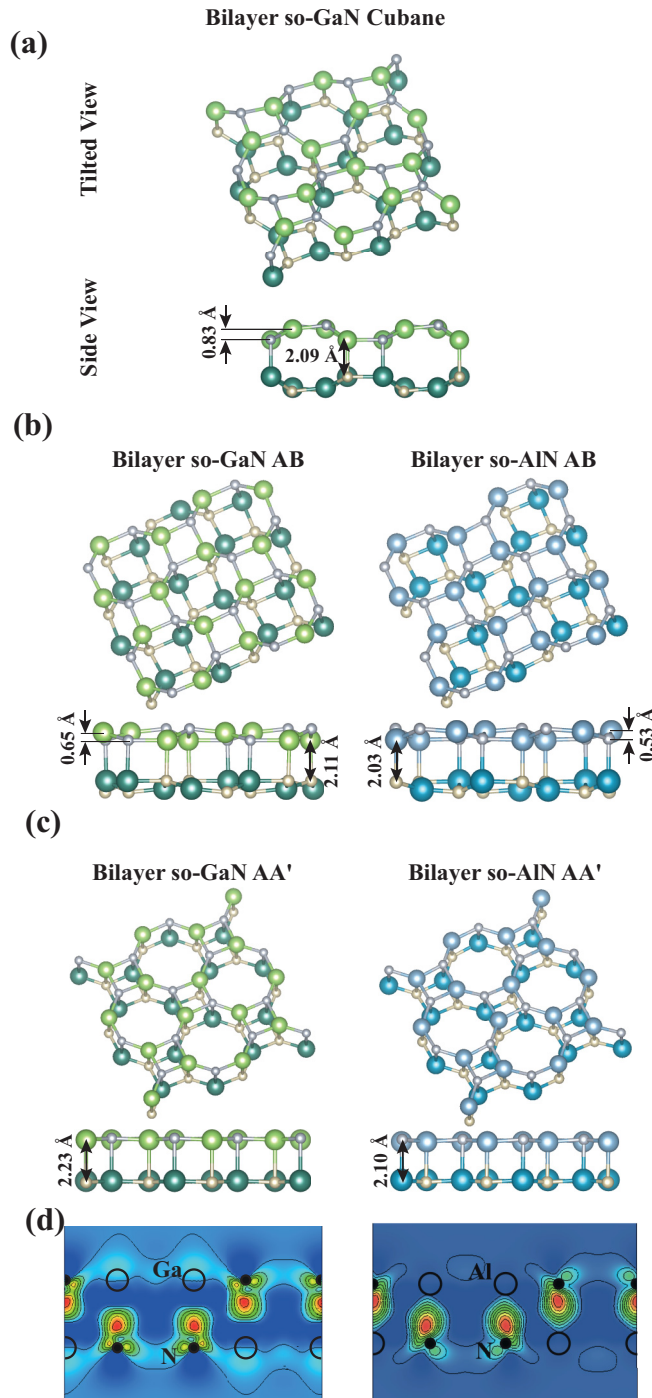 Bilayer so-GaN Cubane
(a)
Tilted View
Side View
0.83 Å
2.09 Å
(b)
Bilayer so-GaN AB
Bilayer so-AlN AB
0.65 Å
2.11 Å
2.03 Å
0.53 Å
(c)
Bilayer so-GaN AA'
Bilayer so-AlN AA'
2.23 Å
2.10 Å
(d)
Ga
N
Al
N